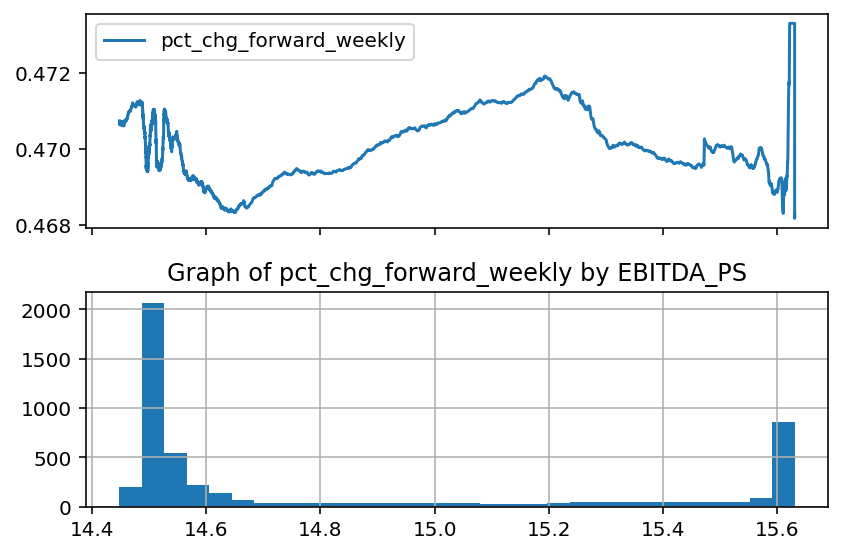 pct_chg_forward_weekly
0.472
0.470
0.468
Graph of pct_chg_forward_weekly by EBITDA_PS
2000
1500
1000
500
0
14.4 14.6 14.8 15.0 15.2 15.4 15.6